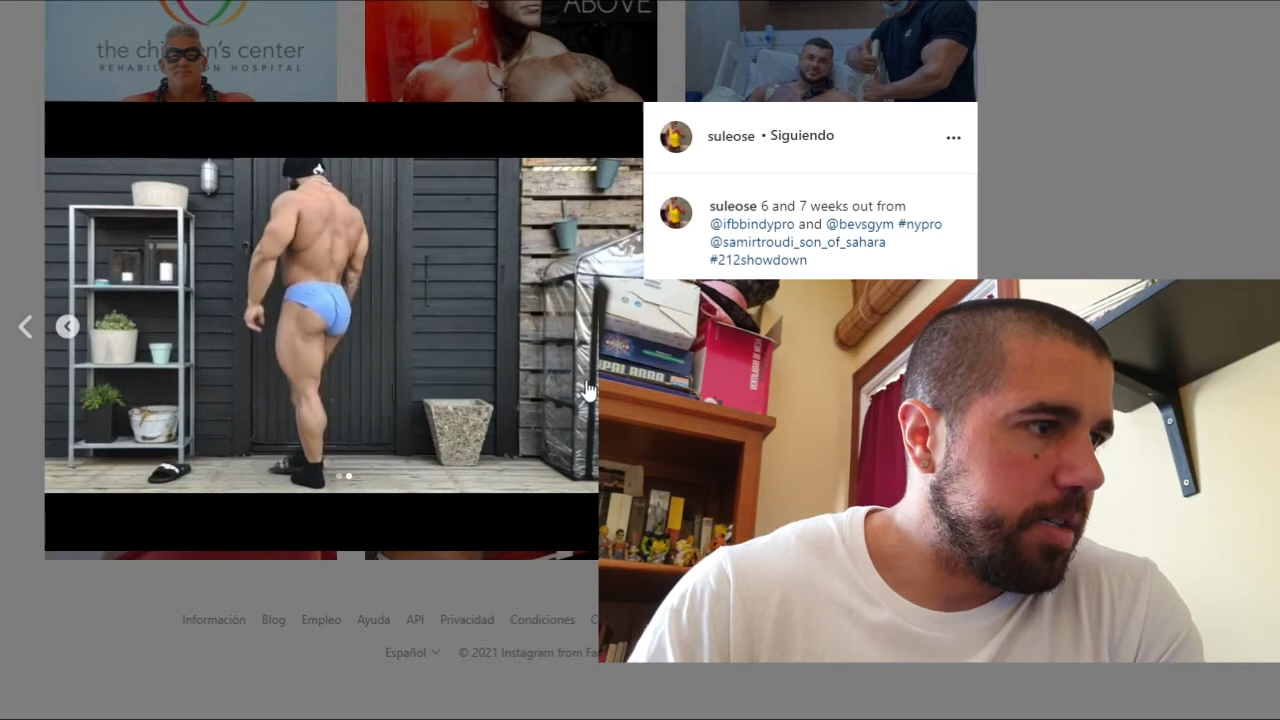 ABOVE
the children's center
REHABILITATION HOSPITAL
suleose • Siguiendo
suleose 6 and 7 weeks out from
@ifbbindypro and @bevsgym #nypro
@samirtroudi_son_of_sahara
#212showdown
Información Blog Empleo Ayuda API Privacidad Condiciones
Español © 2021 Instagram from